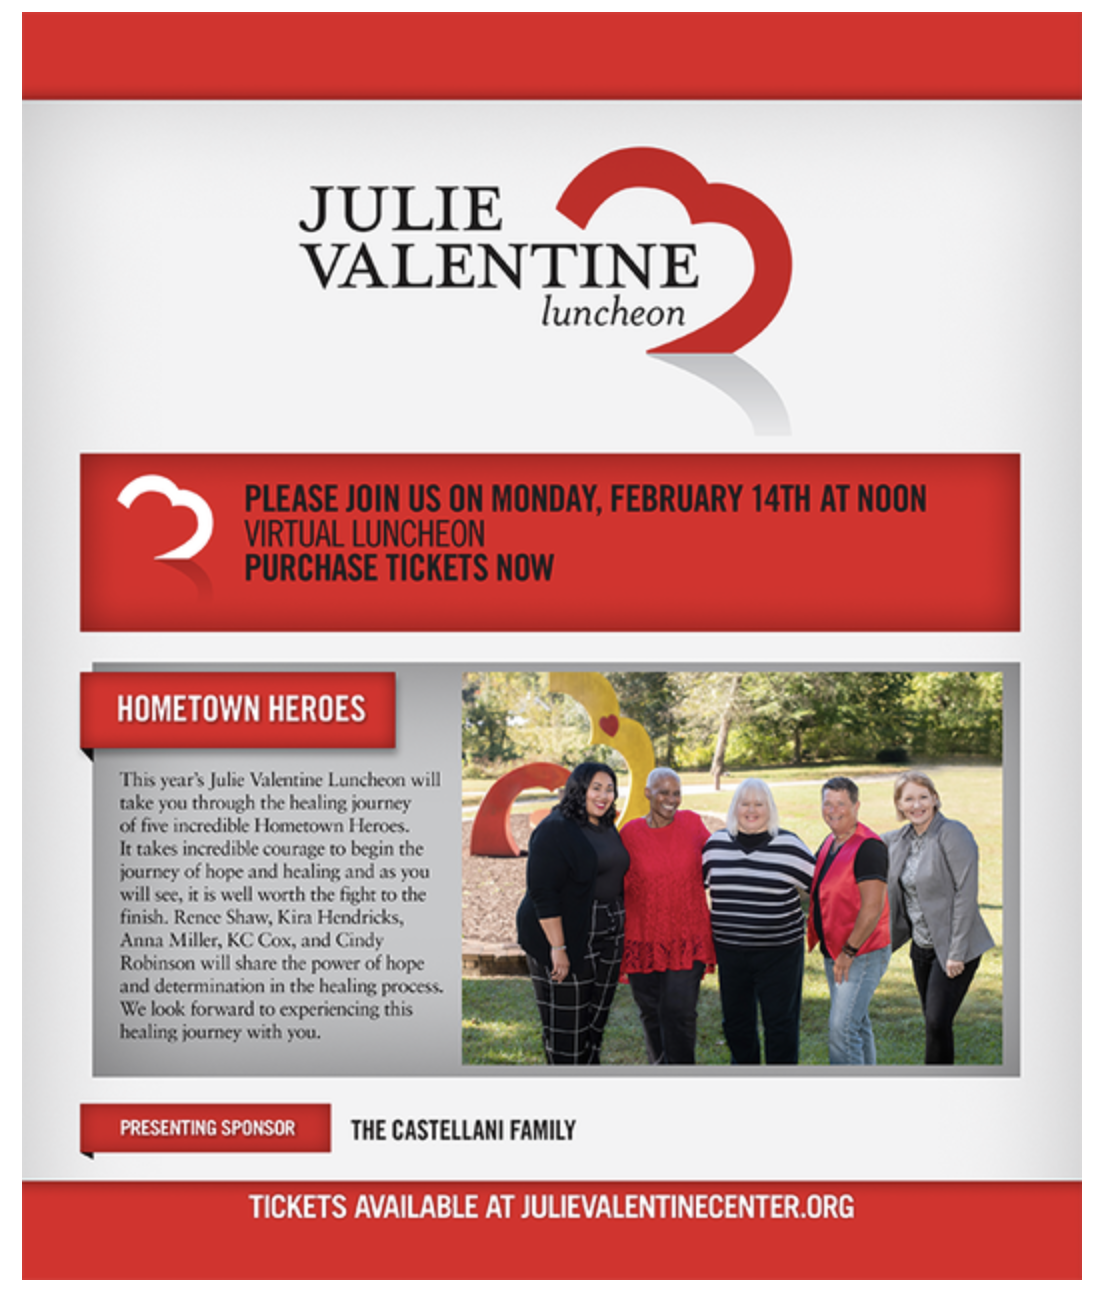 JULIE
VALENTINE
luncheon
PLEASE JOIN US ON MONDAY, FEBRUARY 14TH AT NOON
VIRTUAL LUNCHEON
PURCHASE TICKETS NOW
HOMETOWN HEROES
This year's Julie Valentine Luncheon will
take you through the healing journey
of five incredible Hometown Heroes.
It takes incredible courage to begin the
journey of hope and healing and as you
will see, it is well worth the fight to the
finish. Renee Shaw, Kira Hendricks,
Anna Miller, KC Cox, and Cindy
Robinson will share the power of hope
and determination in the healing process.
We look forward to experiencing this
healing journey with you.
PRESENTING SPONSOR
THE CASTELLANI FAMILY
TICKETS AVAILABLE AT JULIEVALENTINECENTER.ORG